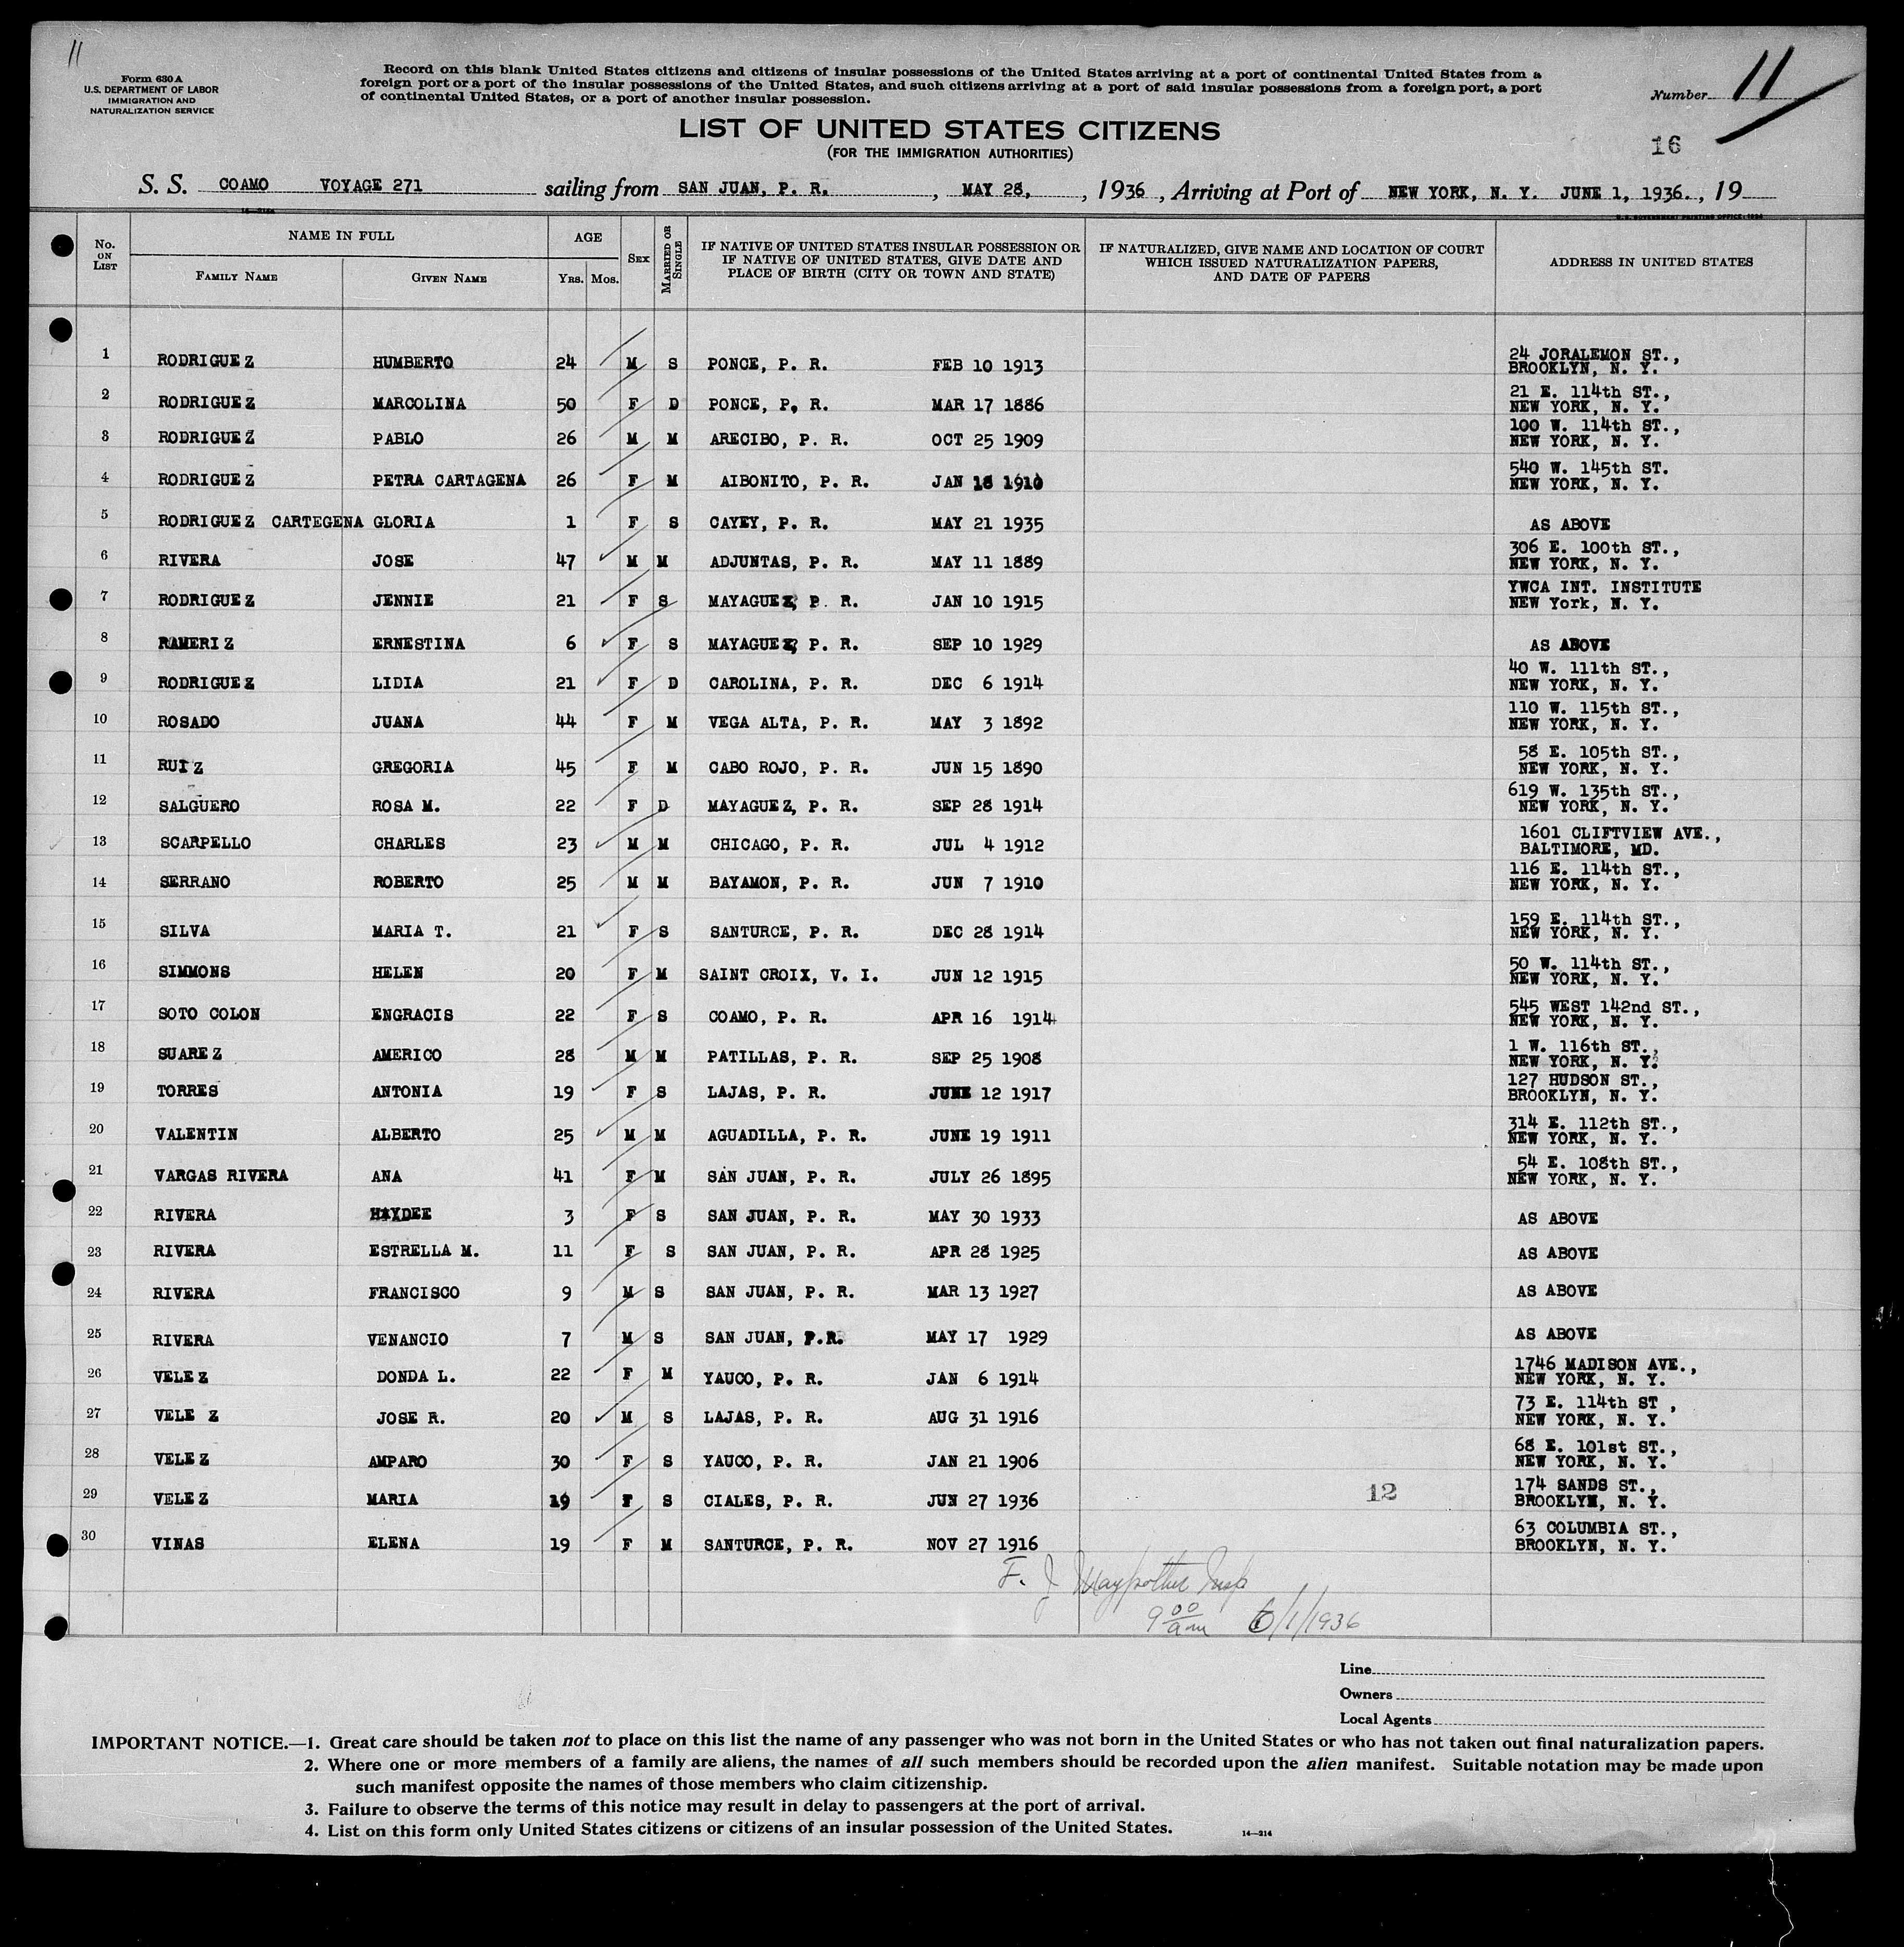 11
Form 630 A
U.S. DEPARTMENT OF LABOR
IMMIGRATION AND
NATURALIZATION SERVICE
Record on this blank United States citizens and citizens of insular possessions of the United States arriving at a port of continental United States from a
foreign port or a port of the insular possessions of the United States, and such citizens arriving at a port of said insular possessions from a foreign port, a port
of continental United States, or a port of another insular possession.
Number 11
16
LIST OF UNITED STATES CITIZENS
(FOR THE IMMIGRATION AUTHORITIES)
S. S. COAMO VOYAGE 271 sailing from SAN JUAN, P. R. , MAY 28, , 1936 , Arriving at Port of NEW YORK, N. Y. JUNE 1, 1936. , 19
No. ON LIST
NAME IN FULL
FAMILY NAME GIVEN NAME
AGE
YRS. MOS.
SEX
MARRIED OR SINGLE
IF NATIVE OF UNITED STATES INSULAR POSSESSION OR
IF NATIVE OF UNITED STATES, GIVE DATE AND
PLACE OF BIRTH (CITY OR TOWN AND STATE)
IF NATURALIZED, GIVE NAME AND LOCATION OF COURT
WHICH ISSUED NATURALIZATION PAPERS,
AND DATE OF PAPERS
ADDRESS IN UNITED STATES
1 RODRIGUEZ HUMBERTO 24 M S PONCE, P. R. FEB 10 1913 24 JORALEMON ST.,
BROOKLYN, N. Y.
2 RODRIGUEZ MARCOLINA 50 F D PONCE, P. R. MAR 17 1886 21 E. 114th ST.,
NEW YORK, N. Y.
3 RODRIGUEZ PABLO 26 M M ARECIBO, P. R. OCT 25 1909 100 W. 114th ST.,
NEW YORK, N. Y.
4 RODRIGUEZ PETRA CARTAGENA 26 F M AIBONITO, P. R. JAN 18 1910 540 W. 145th ST.
NEW YORK, N. Y.
5 RODRIGUEZ CARTEGENA GLORIA 1 F S CAYEY, P. R. MAY 21 1935 AS ABOVE
6 RIVERA JOSE 47 M M ADJUNTAS, P. R. MAY 11 1889 306 E. 100th ST.,
NEW YORK, N. Y.
7 RODRIGUEZ JENNIE 21 F S MAYAGUEZ, P. R. JAN 10 1915 YWCA INT. INSTITUTE
NEW York, N. Y.
8 RAMERIZ ERNESTINA 6 F S MAYAGUEZ, P. R. SEP 10 1929 AS ABOVE
9 RODRIGUEZ LIDIA 21 F D CAROLINA, P. R. DEC 6 1914 40 W. 111th ST.,
NEW YORK, N. Y.
10 ROSADO JUANA 44 F M VEGA ALTA, P. R. MAY 3 1892 110 W. 115th ST.,
NEW YORK, N. Y.
11 RUIZ GREGORIA 45 F M CABO ROJO, P. R. JUN 15 1890 58 E. 105th ST.,
NEW YORK, N. Y.
12 SALGUERO ROSA M. 22 F D MAYAGUEZ, P. R. SEP 28 1914 619 W. 135th ST.,
NEW YORK, N. Y.
13 SCARPELLO CHARLES 23 M M CHICAGO, P. R. JUL 4 1912 1601 CLIFTVIEW AVE.,
BALTIMORE, MD.
14 SERRANO ROBERTO 25 M M BAYAMON, P. R. JUN 7 1910 116 E. 114th ST.,
NEW YORK, N. Y.
15 SILVA MARIA T. 21 F S SANTURCE, P. R. DEC 28 1914 159 E. 114th ST.,
NEW YORK, N. Y.
16 SIMMONS HELEN 20 F M SAINT CROIX, V. I. JUN 12 1915 50 W. 114th ST.,
NEW YORK, N. Y.
17 SOTO COLON ENGRACIS 22 F S COAMO, P. R. APR 16 1914 545 WEST 142nd ST.,
NEW YORK, N. Y.
18 SUAREZ AMERICO 28 M M PATILLAS, P. R. SEP 25 1908 1 W. 116th ST.,
NEW YORK, N. Y.
19 TORRES ANTONIA 19 F S LAJAS, P. R. JUNE 12 1917 127 HUDSON ST.,
BROOKLYN, N. Y.
20 VALENTIN ALBERTO 25 M M AGUADILLA, P. R. JUNE 19 1911 314 E. 112th ST.,
NEW YORK, N. Y.
21 VARGAS RIVERA ANA 41 F M SAN JUAN, P. R. JULY 26 1895 54 E. 108th ST.,
NEW YORK, N. Y.
22 RIVERA HAYDEE 3 F S SAN JUAN, P. R. MAY 30 1933 AS ABOVE
23 RIVERA ESTRELLA M. 11 F S SAN JUAN, P. R. APR 28 1925 AS ABOVE
24 RIVERA FRANCISCO 9 M S SAN JUAN, P. R. MAR 13 1927 AS ABOVE
25 RIVERA VENANCIO 7 M S SAN JUAN, P.R. MAY 17 1929 AS ABOVE
26 VELEZ DONDA L. 22 F M YAUCO, P. R. JAN 6 1914 1746 MADISON AVE.,
NEW YORK, N. Y.
27 VELEZ JOSE R. 20 M S LAJAS, P. R. AUG 31 1916 73 E. 114th ST ,
NEW YORK, N. Y.
28 VELEZ AMPARO 30 F S YAUCO, P. R. JAN 21 1906 68 E. 101st ST.,
NEW YORK, N. Y.
29 VELEZ MARIA 19 F S CIALES, P. R. JUN 27 1936 12 174 SANDS ST.,
BROOKLYN, N. Y.
30 VINAS ELENA 19 F M SANTURCE, P. R. NOV 27 1916 63 COLUMBIA ST.,
BROOKLYN, N. Y.
F. J. Insp
9 00 am 6/1/1936
Line
Owners
Local Agents
IMPORTANT NOTICE.—1. Great care should be taken not to place on this list the name of any passenger who was not born in the United States or who has not taken out final naturalization papers.
2. Where one or more members of a family are aliens, the names of all such members should be recorded upon the alien manifest. Suitable notation may be made upon
such manifest opposite the names of those members who claim citizenship.
3. Failure to observe the terms of this notice may result in delay to passengers at the port of arrival.
4. List on this form only United States citizens or citizens of an insular possession of the United States.
14—214